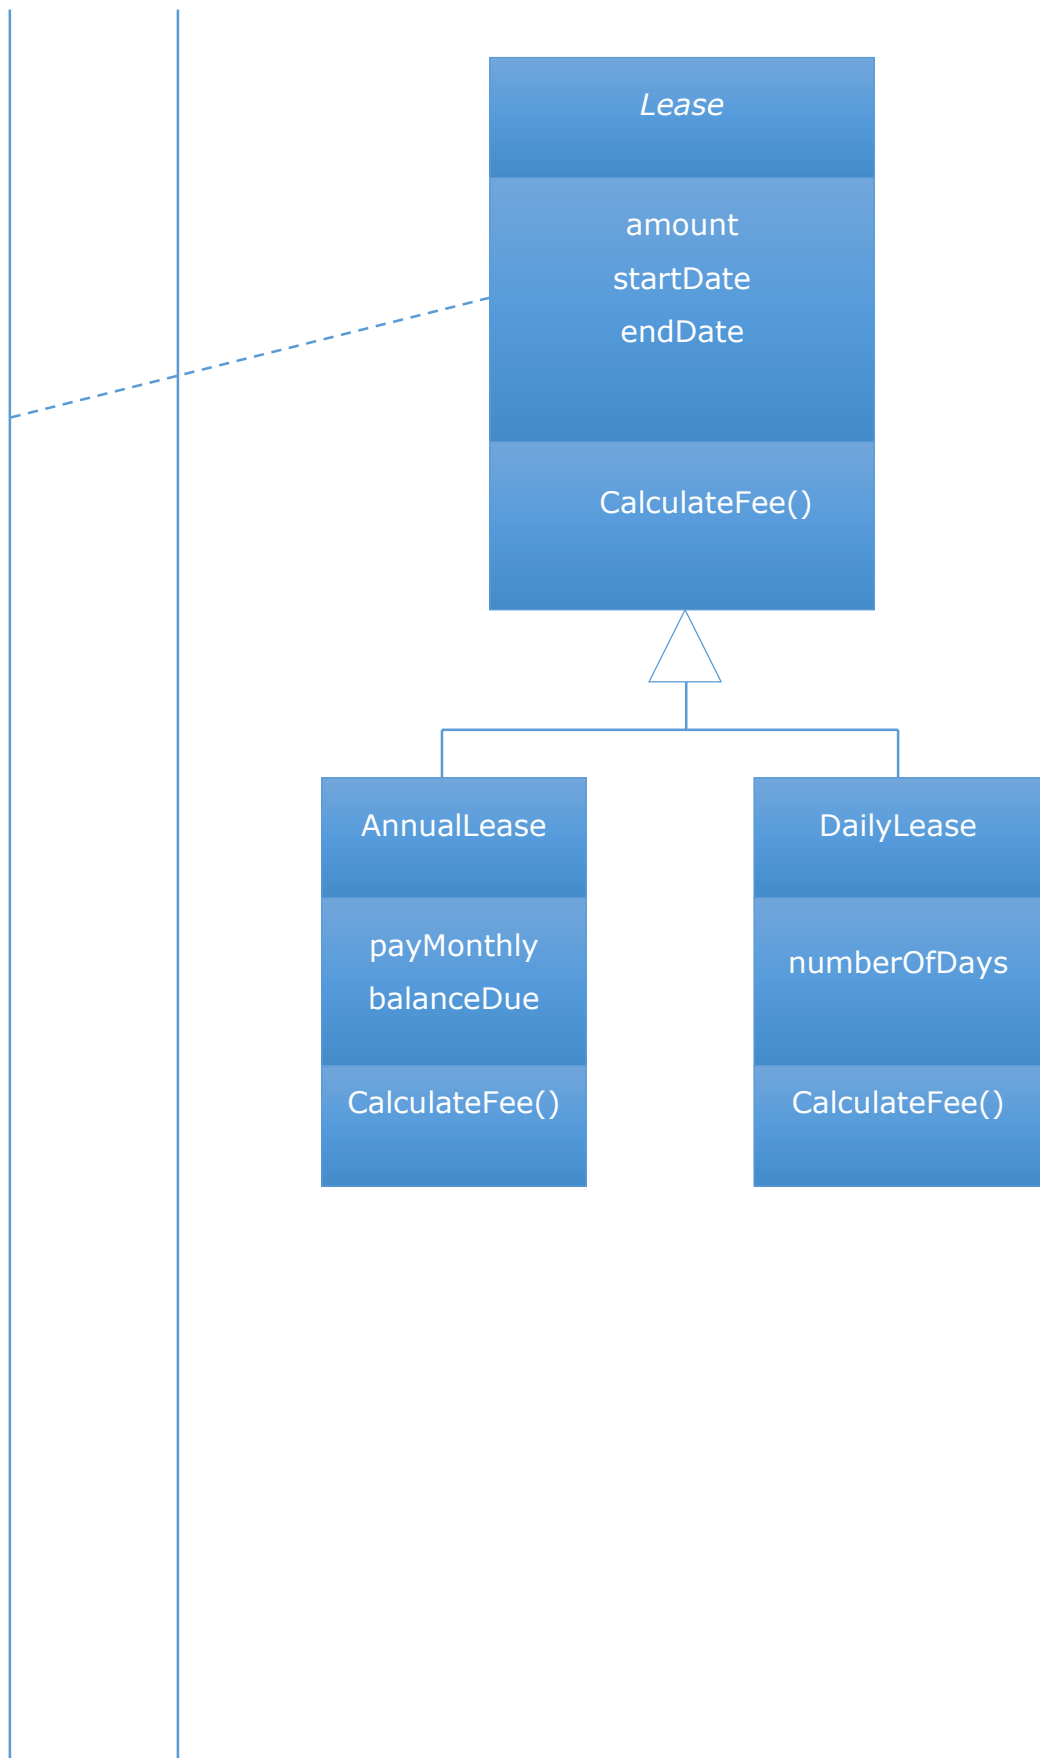 Lease
amount
startDate
endDate
CalculateFee()
AnnualLease
payMonthly
balanceDue
CalculateFee()
DailyLease
numberOfDays
CalculateFee()